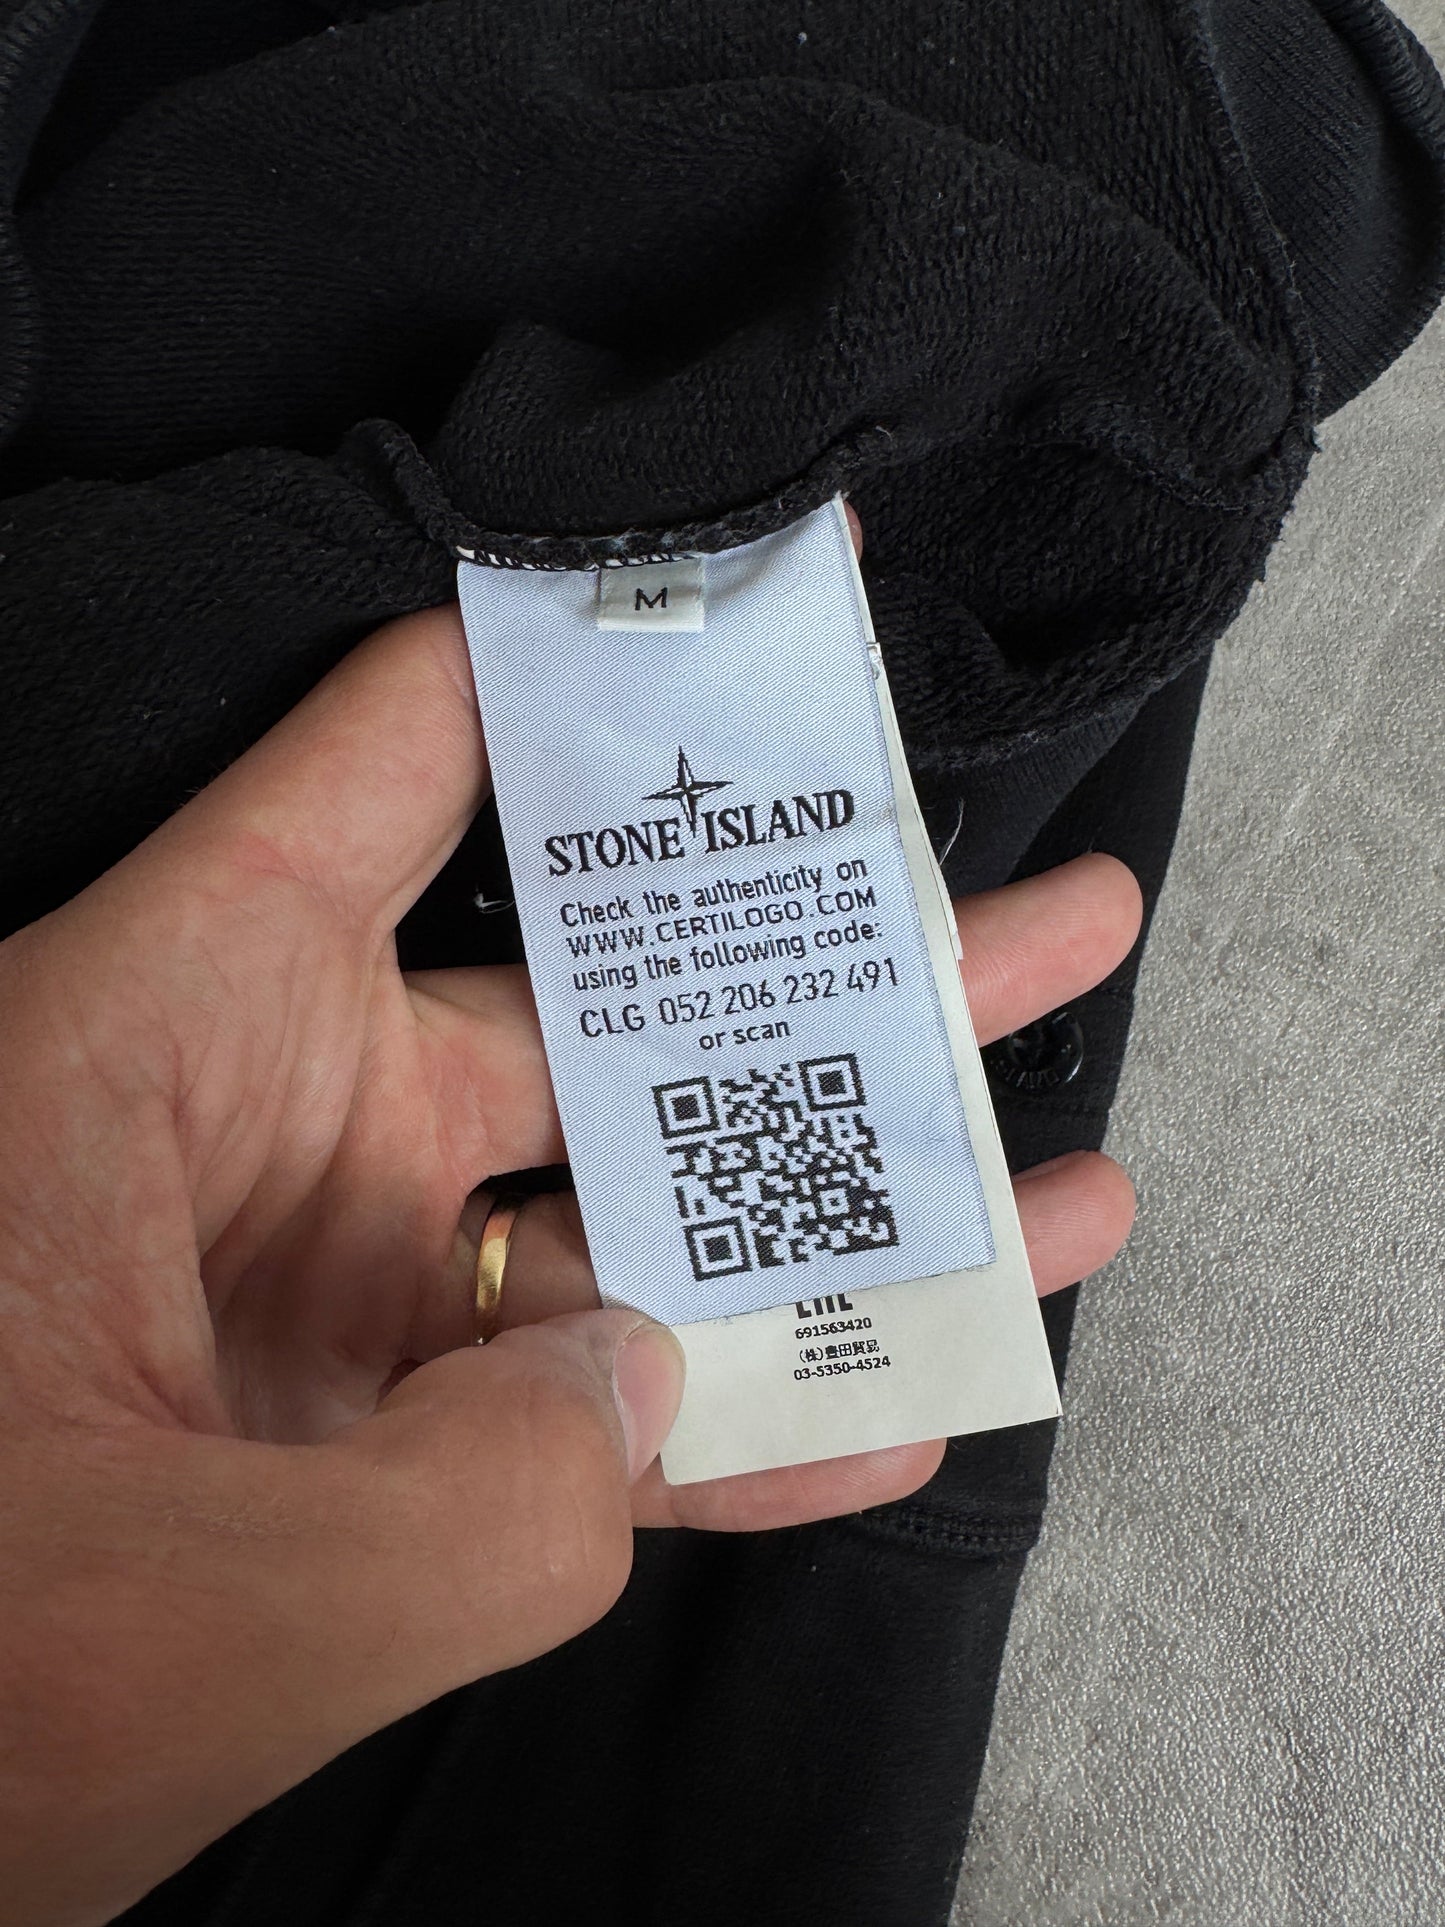 M
STONE ISLAND
Check the authenticity on
WWW.CERTILOGO.COM
using the following code:
CLG 052 206 232 491
or scan
691563420
(株)豊田貿易
03-5350-4524